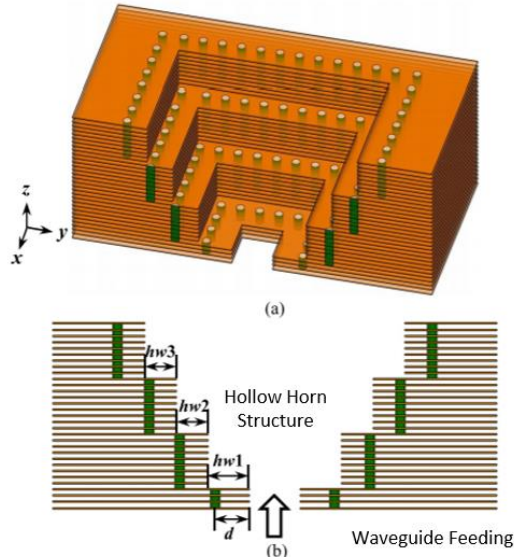 z
y
x
(a)
hw3
hw2
Hollow Horn
Structure
hw1
d
(b)
Waveguide Feeding